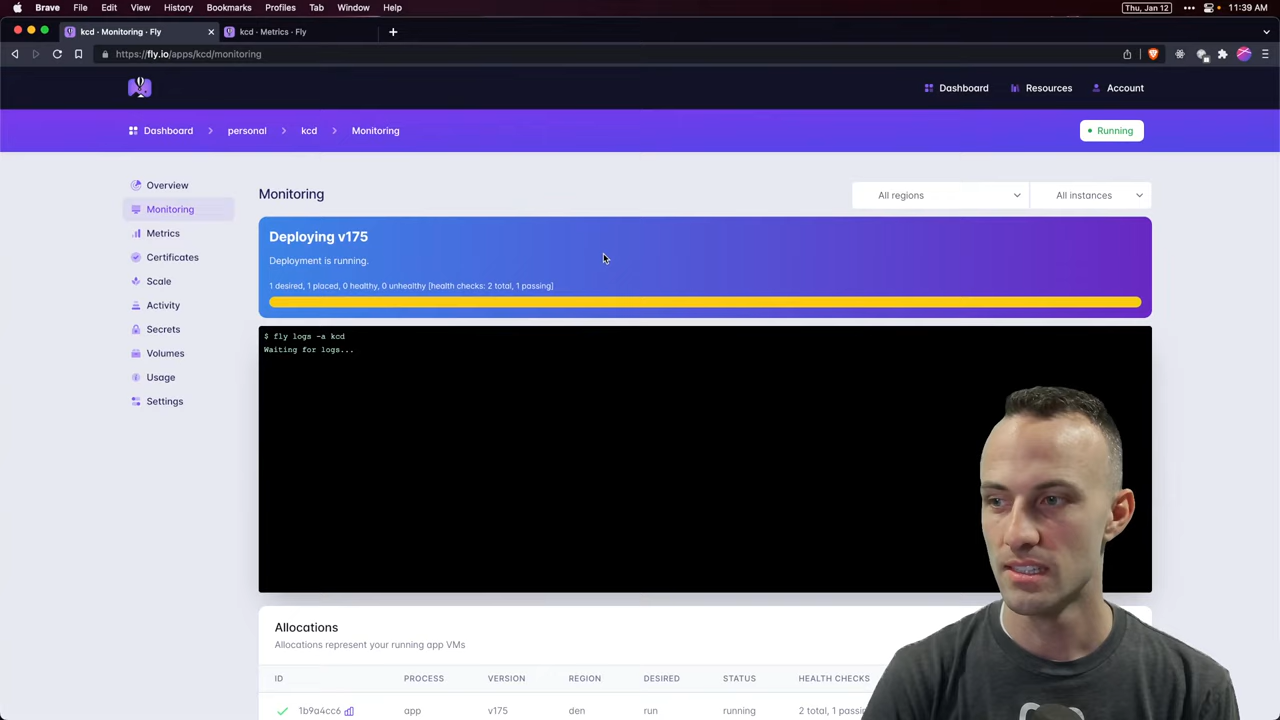 Brave File Edit View History Bookmarks Profiles Tab Window Help Thu, Jan 12 11:39 AM
kcd · Monitoring · Fly kcd · Metrics · Fly
https://fly.io/apps/kcd/monitoring
Dashboard Resources Account
Dashboard personal kcd Monitoring Running
Overview
Monitoring
Metrics
Certificates
Scale
Activity
Secrets
Volumes
Usage
Settings
Monitoring All regions All instances
Deploying v175
Deployment is running.
1 desired, 1 placed, 0 healthy, 0 unhealthy [health checks: 2 total, 1 passing]
$ fly logs -a kcd
Waiting for logs...
Allocations
Allocations represent your running app VMs
ID PROCESS VERSION REGION DESIRED STATUS HEALTH CHECKS
1b9a4cc6 app v175 den run running 2 total, 1